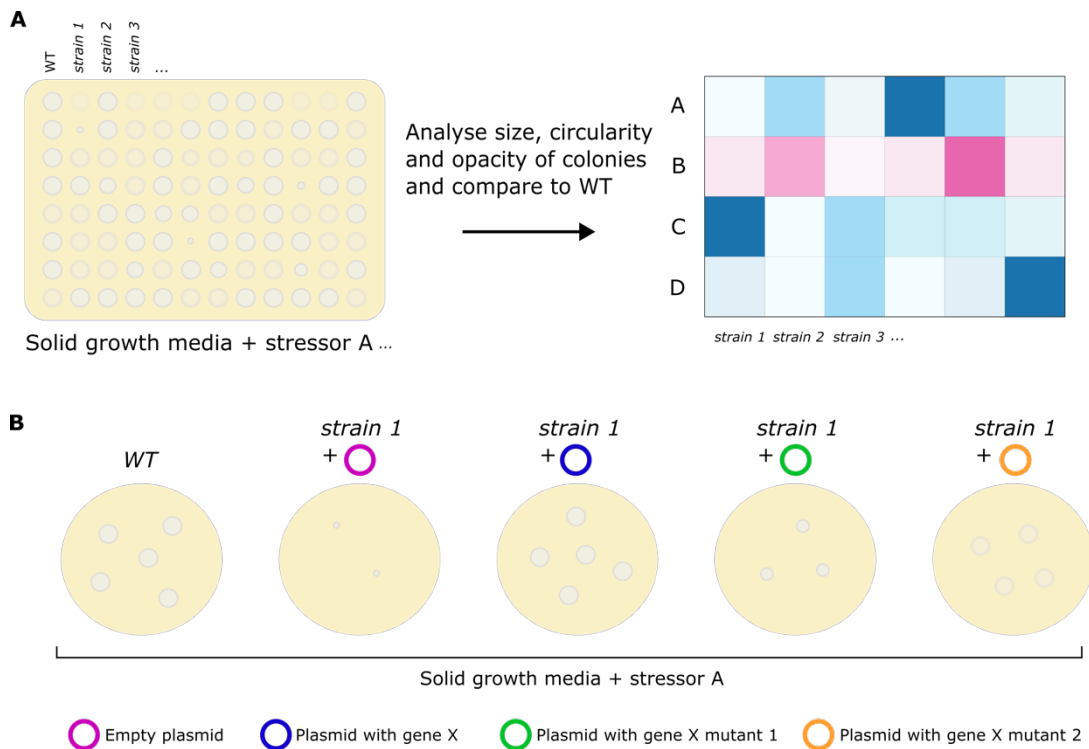 A
WT
strain 1
strain 2
strain 3
...
Solid growth media + stressor A ...
Analyse size, circularity
and opacity of colonies
and compare to WT
A
B
C
D
strain 1 strain 2 strain 3 ...
B
WT
strain 1
+
strain 1
+
strain 1
+
strain 1
+
Solid growth media + stressor A
Empty plasmid
Plasmid with gene X
Plasmid with gene X mutant 1
Plasmid with gene X mutant 2